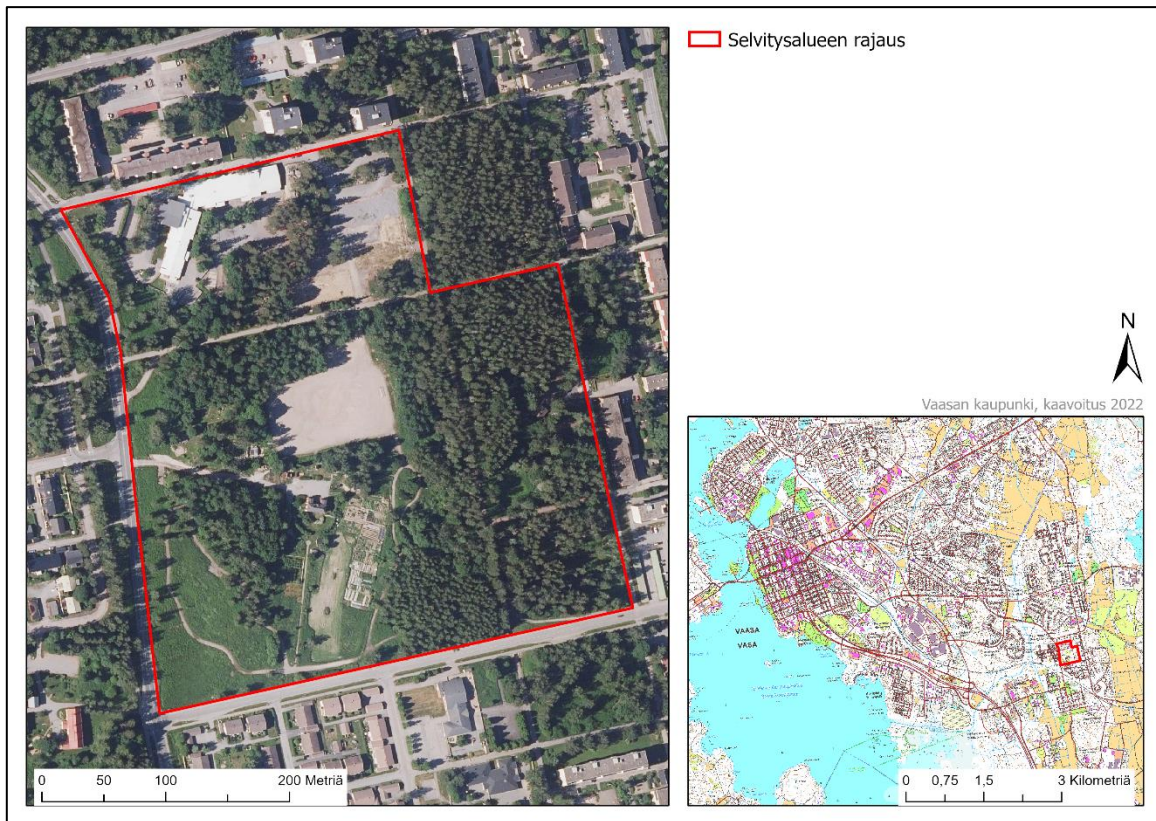 Selvitysalueen rajaus
N
Vaasan kaupunki, kaavoitus 2022
VAASA
VASA
0 50 100 200 Metriä
0 0,75 1,5 3 Kilometriä